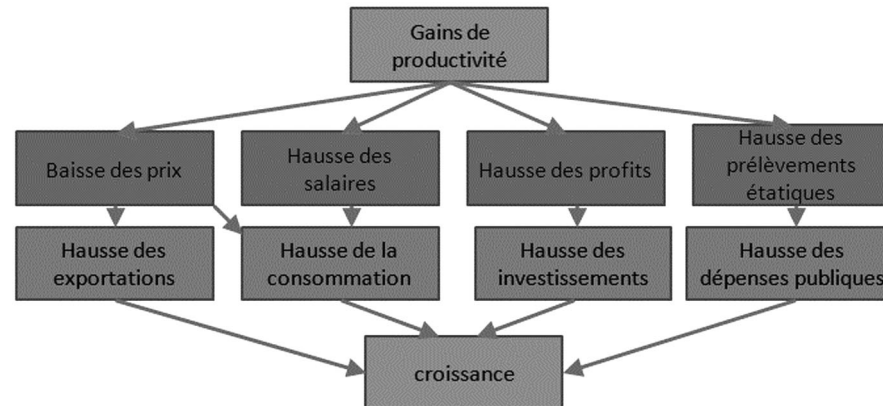 Gains de
productivité
Baisse des prix
Hausse des
salaires
Hausse des profits
Hausse des
prélèvements
étatiques
Hausse des
exportations
Hausse de la
consommation
Hausse des
investissements
Hausse des
dépenses publiques
croissance